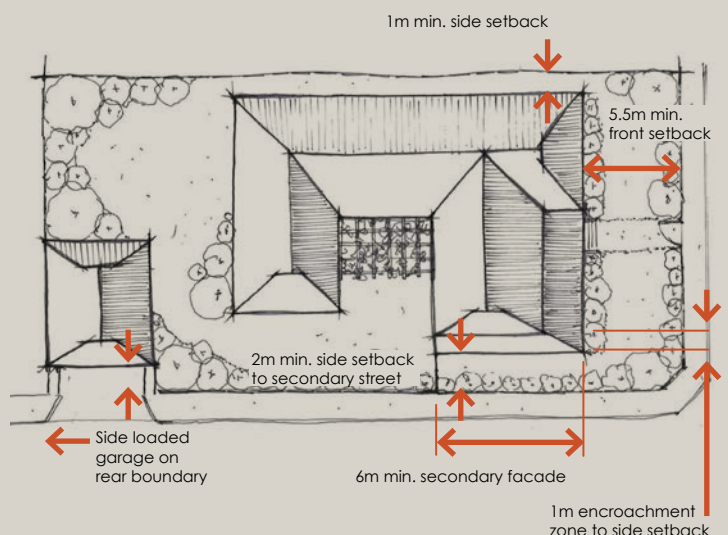 1m min. side setback
5.5m min.
front setback
2m min. side setback
to secondary street
Side loaded
garage on
rear boundary
6m min. secondary facade
1m encroachment
zone to side setback